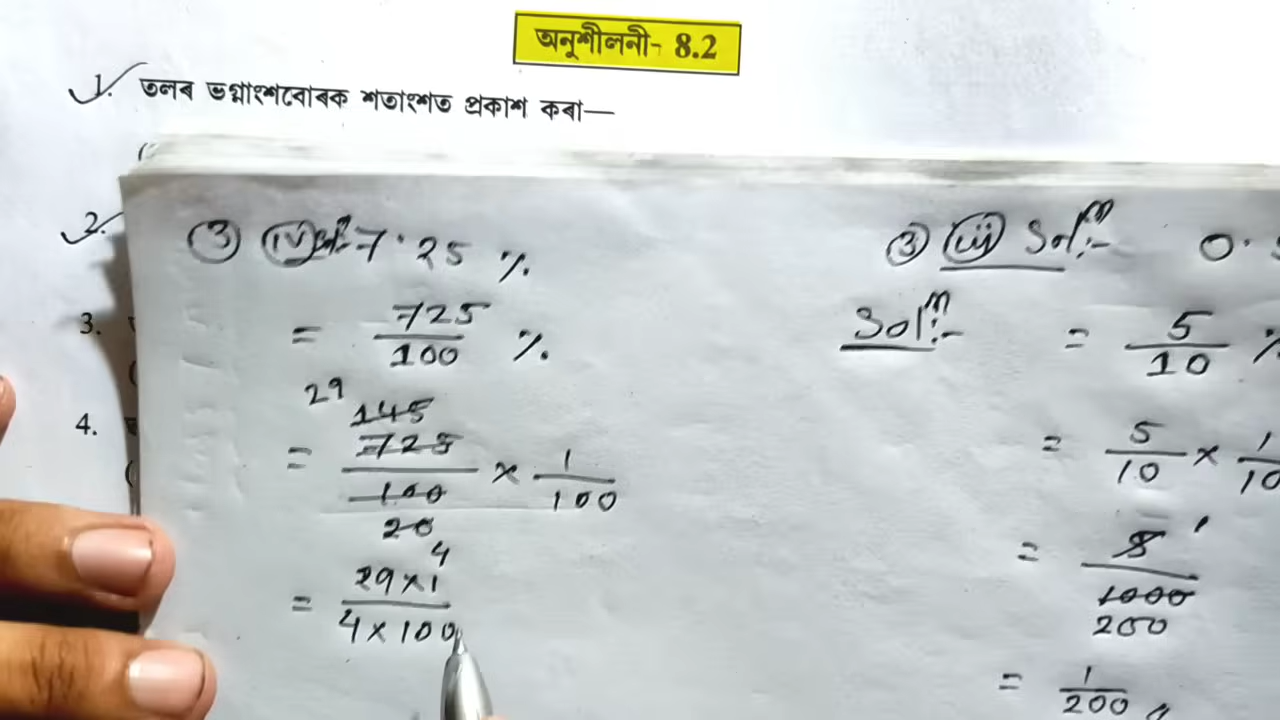 অনুশীলনী- 8.2
1. তলৰ ভগ্নাংশবোৰক শতাংশত প্ৰকাশ কৰা—
2.
3.
4.
③ (iv) Solⁿ:- 7.25 %
= 725/100 %
29
145
= 725/100 × 1/100
20
4
= 29×1/4×100
③ (iii) Solⁿ:- 0.
Solⁿ:- = 5/10 %
= 5/10 × 1/10
= 5/1000 1
200
= 1/200 "